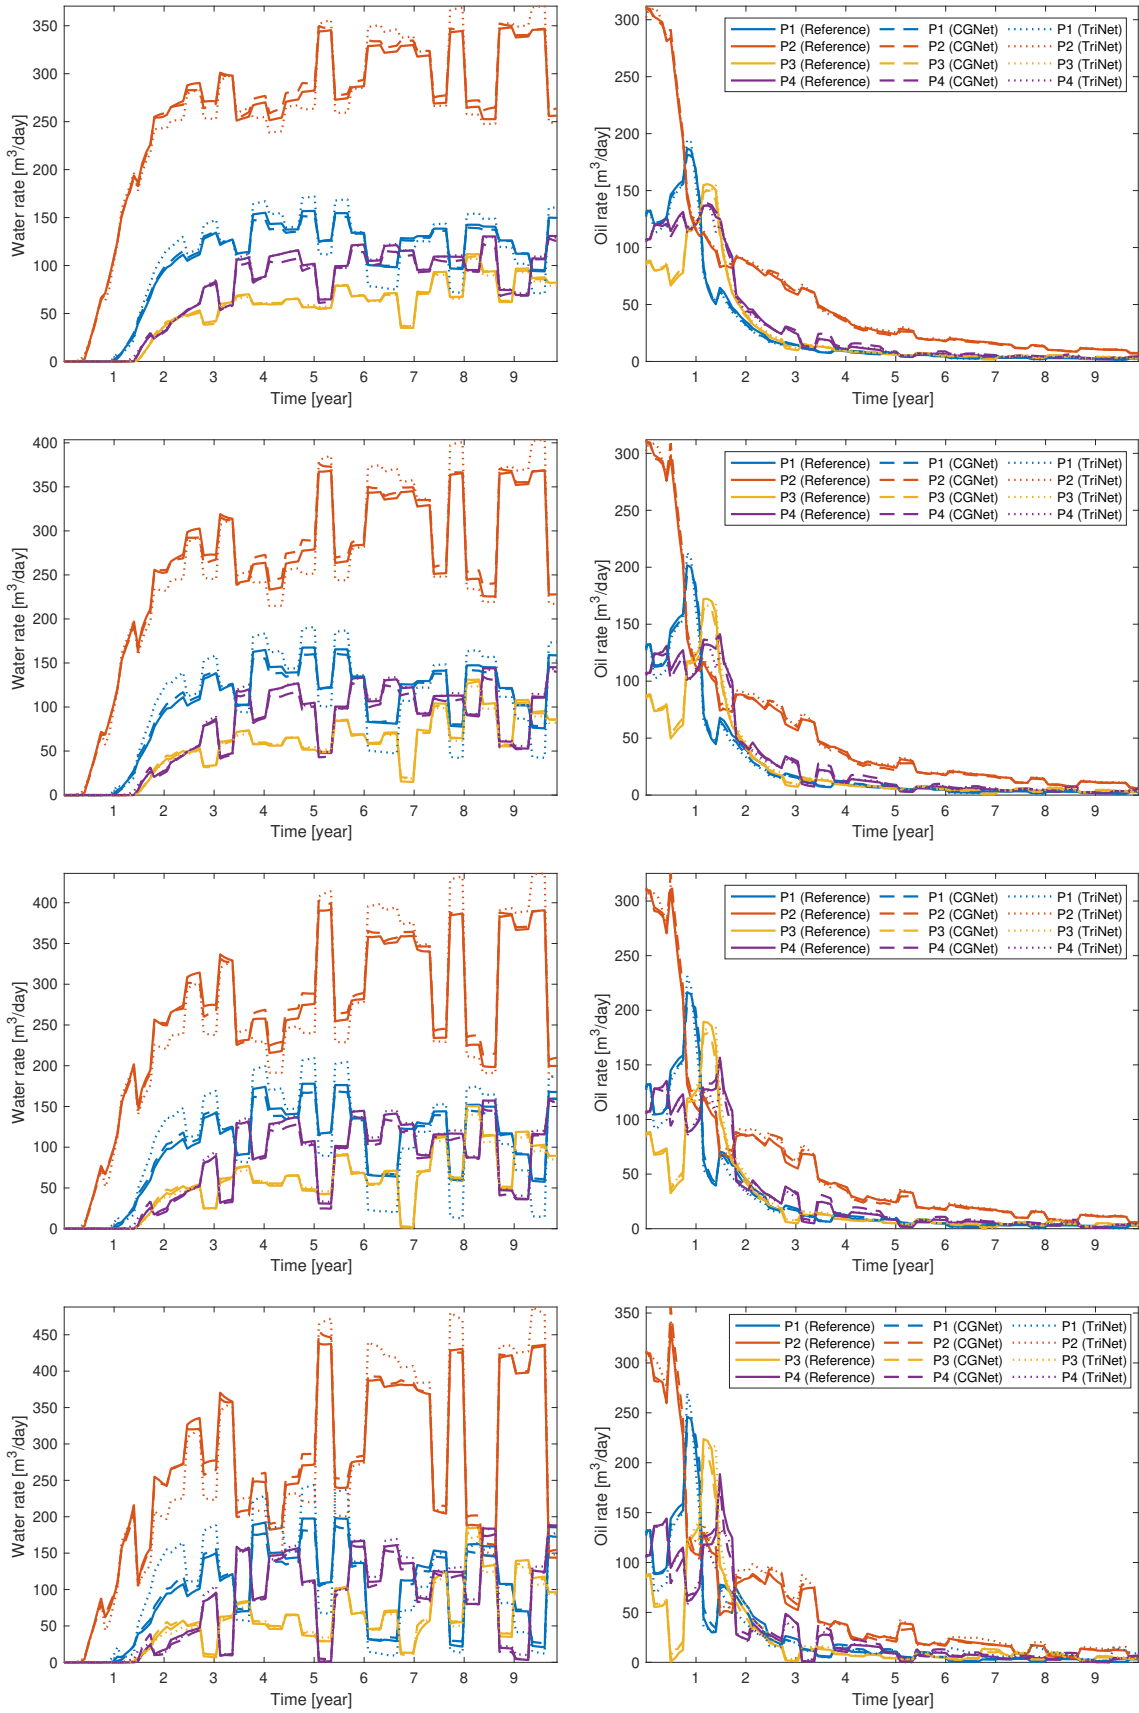 350
300
250
200
150
100
50
0
Water rate [m³/day]
1 2 3 4 5 6 7 8 9
Time [year]
300
250
200
150
100
50
0
Oil rate [m³/day]
P1 (Reference) P1 (CGNet) P1 (TriNet)
P2 (Reference) P2 (CGNet) P2 (TriNet)
P3 (Reference) P3 (CGNet) P3 (TriNet)
P4 (Reference) P4 (CGNet) P4 (TriNet)
1 2 3 4 5 6 7 8 9
Time [year]
400
350
300
250
200
150
100
50
0
Water rate [m³/day]
1 2 3 4 5 6 7 8 9
Time [year]
300
250
200
150
100
50
0
Oil rate [m³/day]
P1 (Reference) P1 (CGNet) P1 (TriNet)
P2 (Reference) P2 (CGNet) P2 (TriNet)
P3 (Reference) P3 (CGNet) P3 (TriNet)
P4 (Reference) P4 (CGNet) P4 (TriNet)
1 2 3 4 5 6 7 8 9
Time [year]
400
350
300
250
200
150
100
50
0
Water rate [m³/day]
1 2 3 4 5 6 7 8 9
Time [year]
300
250
200
150
100
50
0
Oil rate [m³/day]
P1 (Reference) P1 (CGNet) P1 (TriNet)
P2 (Reference) P2 (CGNet) P2 (TriNet)
P3 (Reference) P3 (CGNet) P3 (TriNet)
P4 (Reference) P4 (CGNet) P4 (TriNet)
1 2 3 4 5 6 7 8 9
Time [year]
450
400
350
300
250
200
150
100
50
0
Water rate [m³/day]
1 2 3 4 5 6 7 8 9
Time [year]
350
300
250
200
150
100
50
0
Oil rate [m³/day]
P1 (Reference) P1 (CGNet) P1 (TriNet)
P2 (Reference) P2 (CGNet) P2 (TriNet)
P3 (Reference) P3 (CGNet) P3 (TriNet)
P4 (Reference) P4 (CGNet) P4 (TriNet)
1 2 3 4 5 6 7 8 9
Time [year]